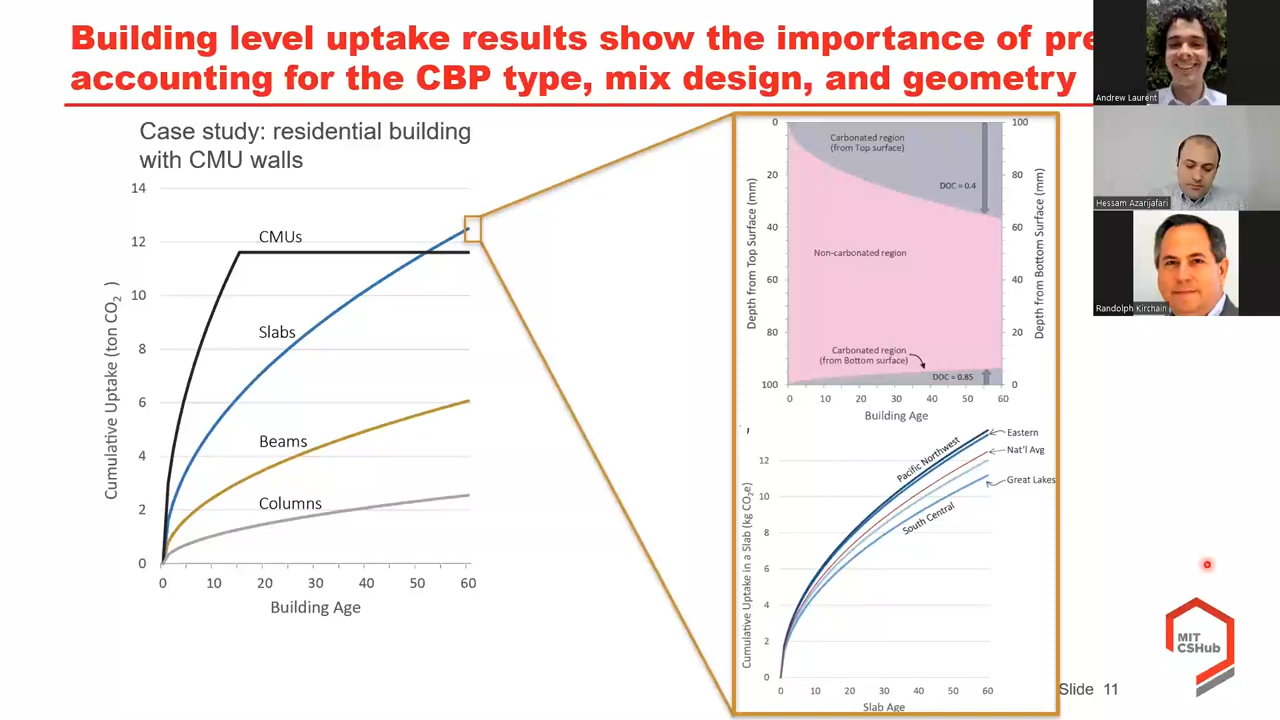 Building level uptake results show the importance of pre
accounting for the CBP type, mix design, and geometry
Case study: residential building
with CMU walls
14
12
10
8
6
4
2
0
Cumulative Uptake (ton CO2 )
CMUs
Slabs
Beams
Columns
0 10 20 30 40 50 60
Building Age
0
20
40
60
80
100
Depth from Top Surface (mm)
Carbonated region
(from Top surface)
DOC = 0.4
Non-carbonated region
Carbonated region
(from Bottom surface)
DOC = 0.85
100
80
60
40
20
0
Depth from Bottom Surface (mm)
0 10 20 30 40 50 60
Building Age
,
12
10
8
6
4
2
0
Cumulative Uptake in a Slab (kg CO2e)
Pacific Northwest
Eastern
Nat'l Avg
Great Lakes
South Central
0 10 20 30 40 50 60
Slab Age
Andrew Laurent
Hessam Azarijafari
Randolph Kirchain
MIT
CSHub
Slide 11